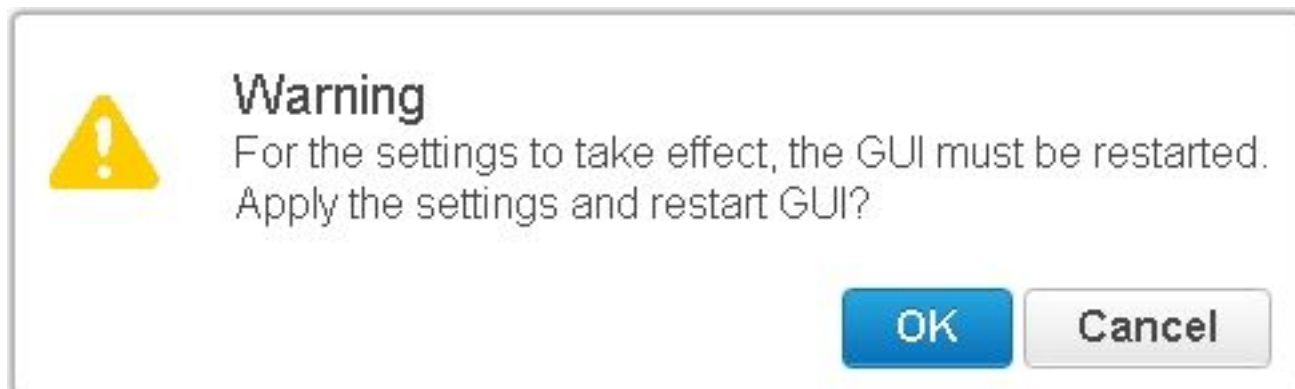 Warning
For the settings to take effect, the GUI must be restarted.
Apply the settings and restart GUI?
OK Cancel